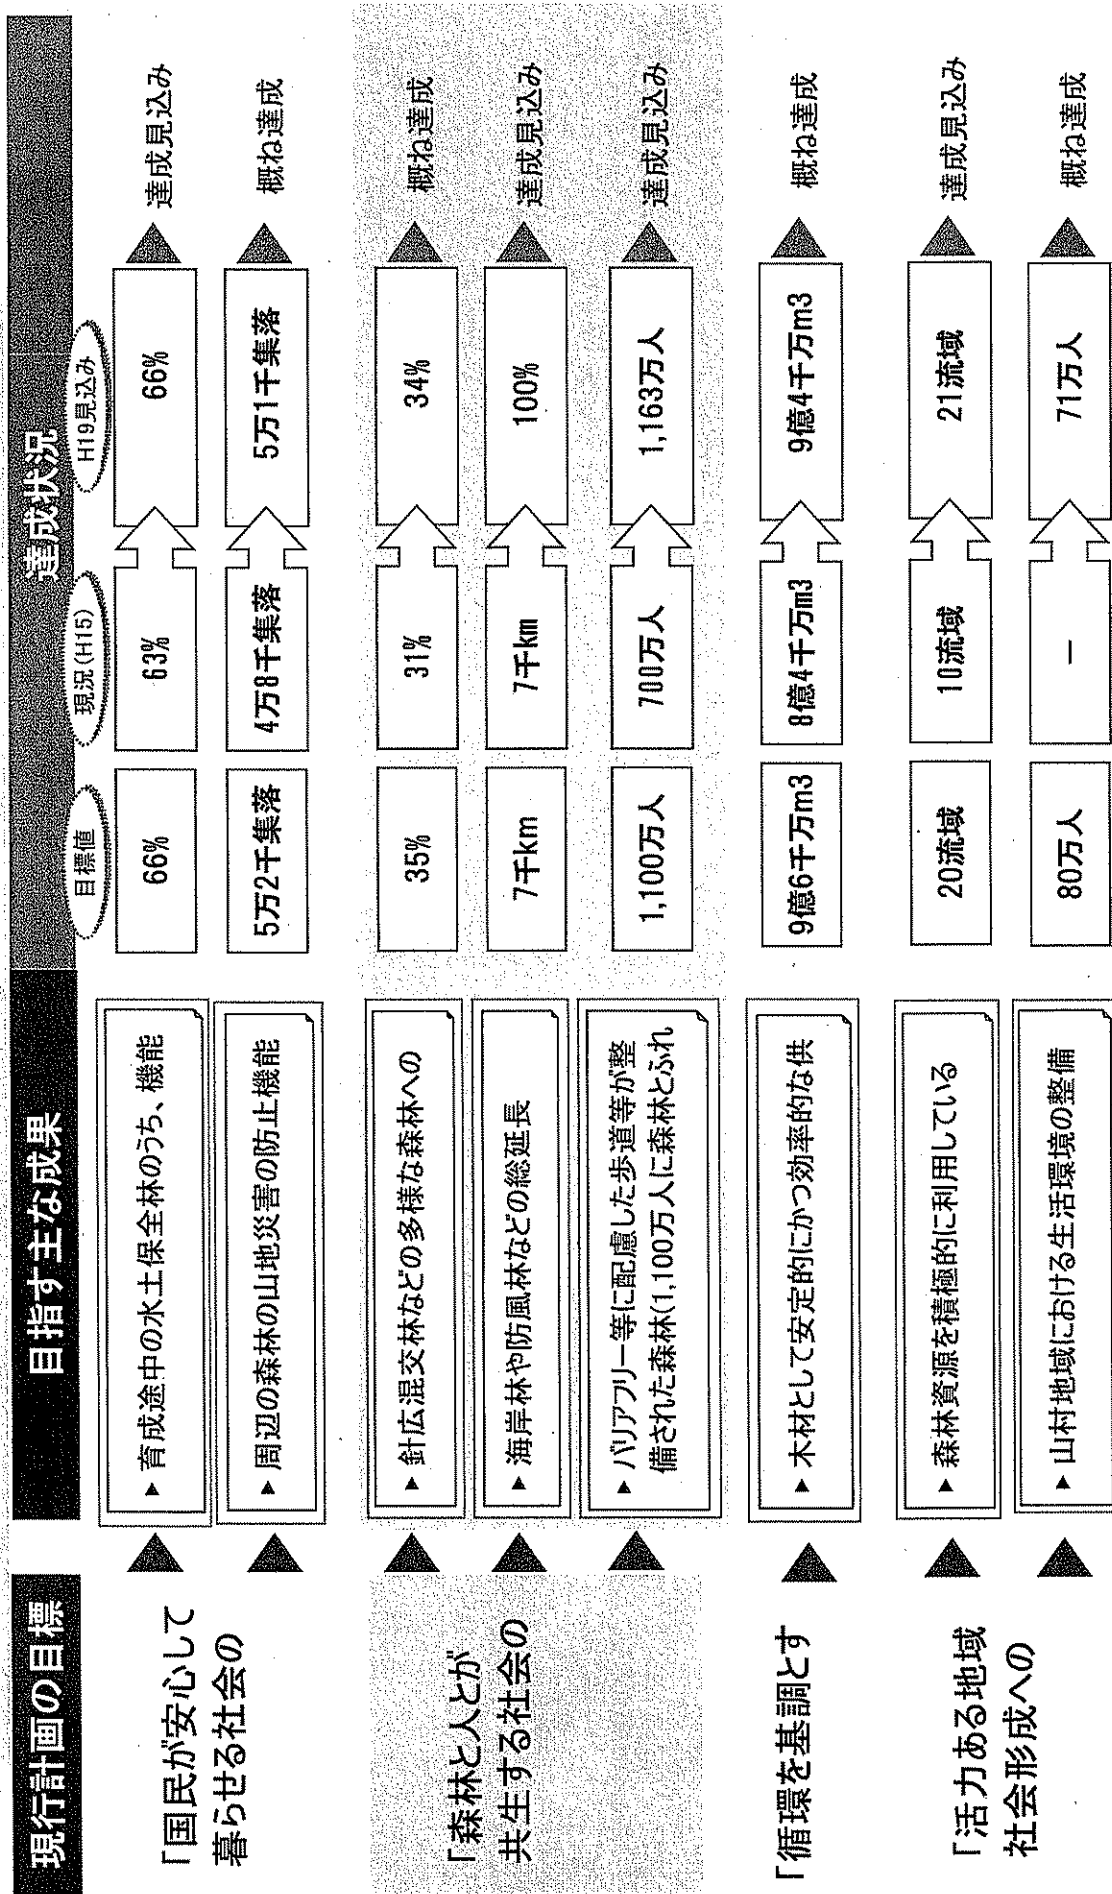 現行計画の目標
目指す主な成果
達成状況
目標値
現況(H15)
H19見込み
「国民が安心して
暮らせる社会の
▶ 育成途中の水土保全林のうち、機能
66%
63%
66%
達成見込み
▶ 周辺の森林の山地災害の防止機能
5万2千集落
4万8千集落
5万1千集落
概ね達成
「森林と人とが
共生する社会の
▶ 針広混交林などの多様な森林への
35%
31%
34%
概ね達成
▶ 海岸林や防風林などの総延長
7千km
7千km
100%
達成見込み
▶ バリアフリー等に配慮した歩道等が整
備された森林(1,100万人に森林とふれ
1,100万人
700万人
1,163万人
達成見込み
「循環を基調とす
▶ 木材として安定的にかつ効率的な供
9億6千万m3
8億4千万m3
9億4千万m3
概ね達成
「活力ある地域
社会形成への
▶ 森林資源を積極的に利用している
20流域
10流域
21流域
達成見込み
▶ 山村地域における生活環境の整備
80万人
―
71万人
概ね達成